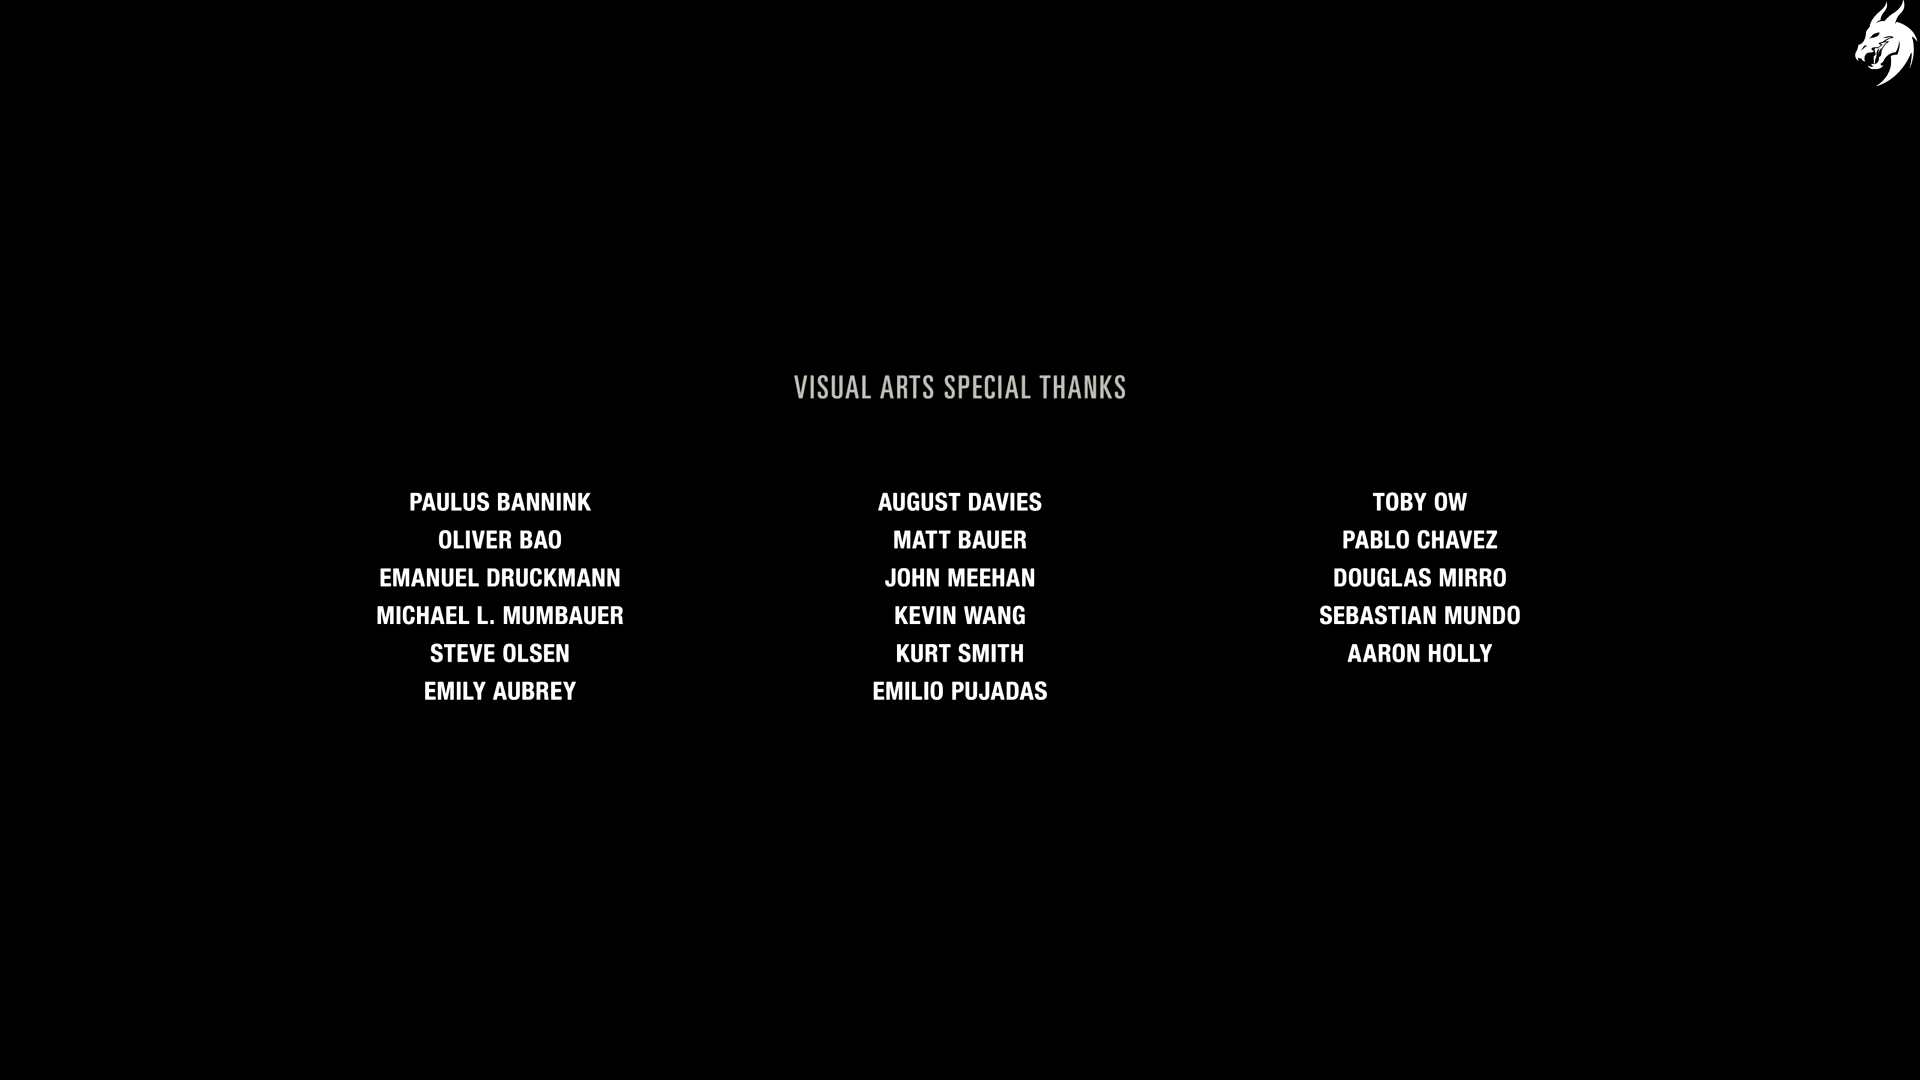 VISUAL ARTS SPECIAL THANKS
PAULUS BANNINK
OLIVER BAO
EMANUEL DRUCKMANN
MICHAEL L. MUMBAUER
STEVE OLSEN
EMILY AUBREY
AUGUST DAVIES
MATT BAUER
JOHN MEEHAN
KEVIN WANG
KURT SMITH
EMILIO PUJADAS
TOBY OW
PABLO CHAVEZ
DOUGLAS MIRRO
SEBASTIAN MUNDO
AARON HOLLY